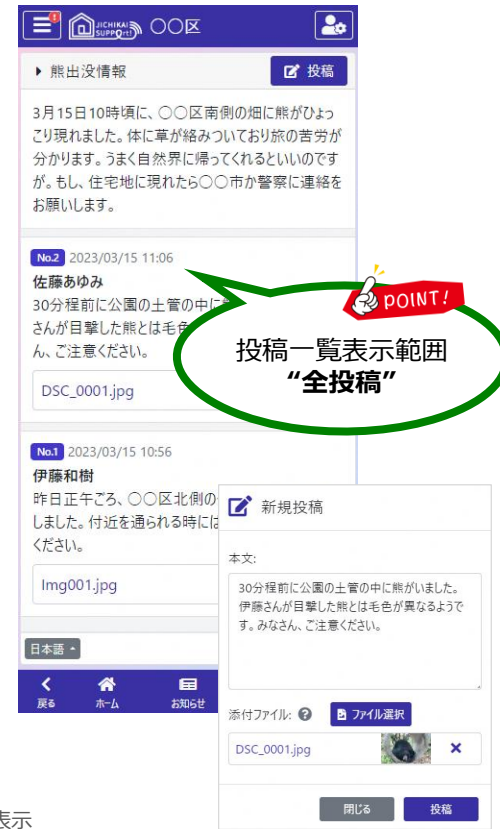 JICHIKAI SUPPORT! 〇〇区
熊出没情報
投稿
3月15日10時頃に、〇〇区南側の畑に熊がひょっ
こり現れました。体に草が絡みついており旅の苦労が
分かります。うまく自然界に帰ってくれるといいのです
が。もし、住宅地に現れたら〇〇市か警察に連絡を
お願いします。
No.2 2023/03/15 11:06
佐藤あゆみ
30分程前に公園の土管の中に
さんが目撃した熊とは毛色
ん、ご注意ください。
DSC_0001.jpg
POINT!
投稿一覧表示範囲
“全投稿”
No.1 2023/03/15 10:56
伊藤和樹
昨日正午ごろ、〇〇区北側の
しました。付近を通られる時には
ください。
Img001.jpg
日本語
戻る ホーム お知らせ
新規投稿
本文:
30分程前に公園の土管の中に熊がいました。
伊藤さんが目撃した熊とは毛色が異なるようで
す。みなさん、ご注意ください。
添付ファイル: ファイル選択
DSC_0001.jpg
閉じる 投稿
表示